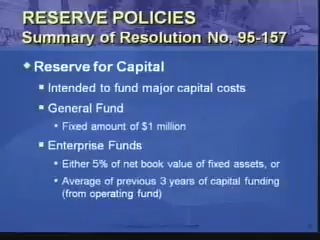 RESERVE POLICIES
Summary of Resolution No. 95-157
Reserve for Capital
Intended to fund major capital costs
General Fund
Fixed amount of $1 million
Enterprise Funds
Either 5% of net book value of fixed assets, or
Average of previous 3 years of capital funding
(from operating fund)